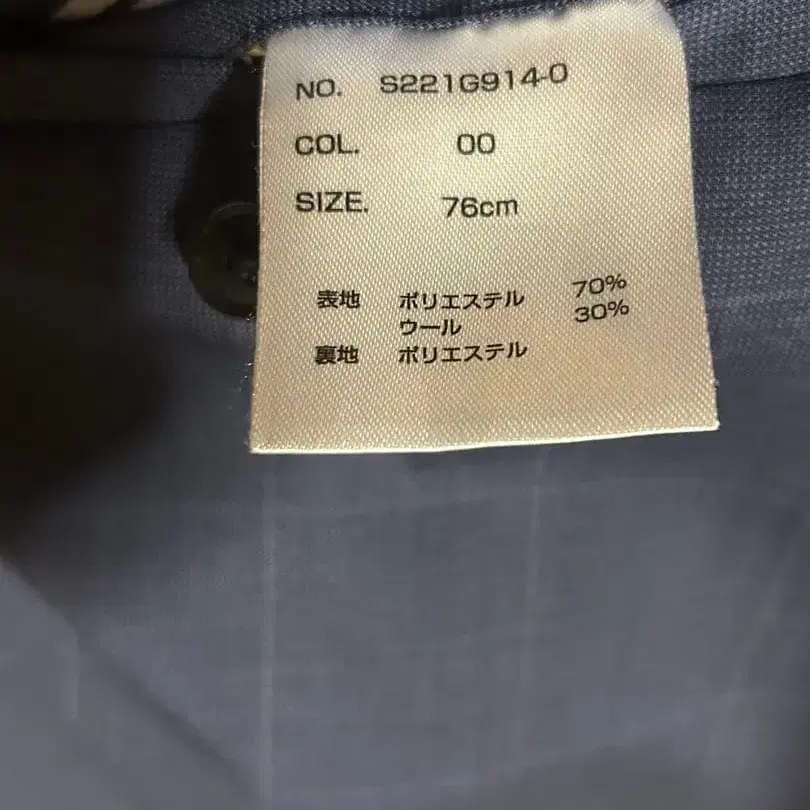 NO. S221G914-0
COL. 00
SIZE. 76cm
表地 ポリエステル 70%
ウール 30%
裏地 ポリエステル